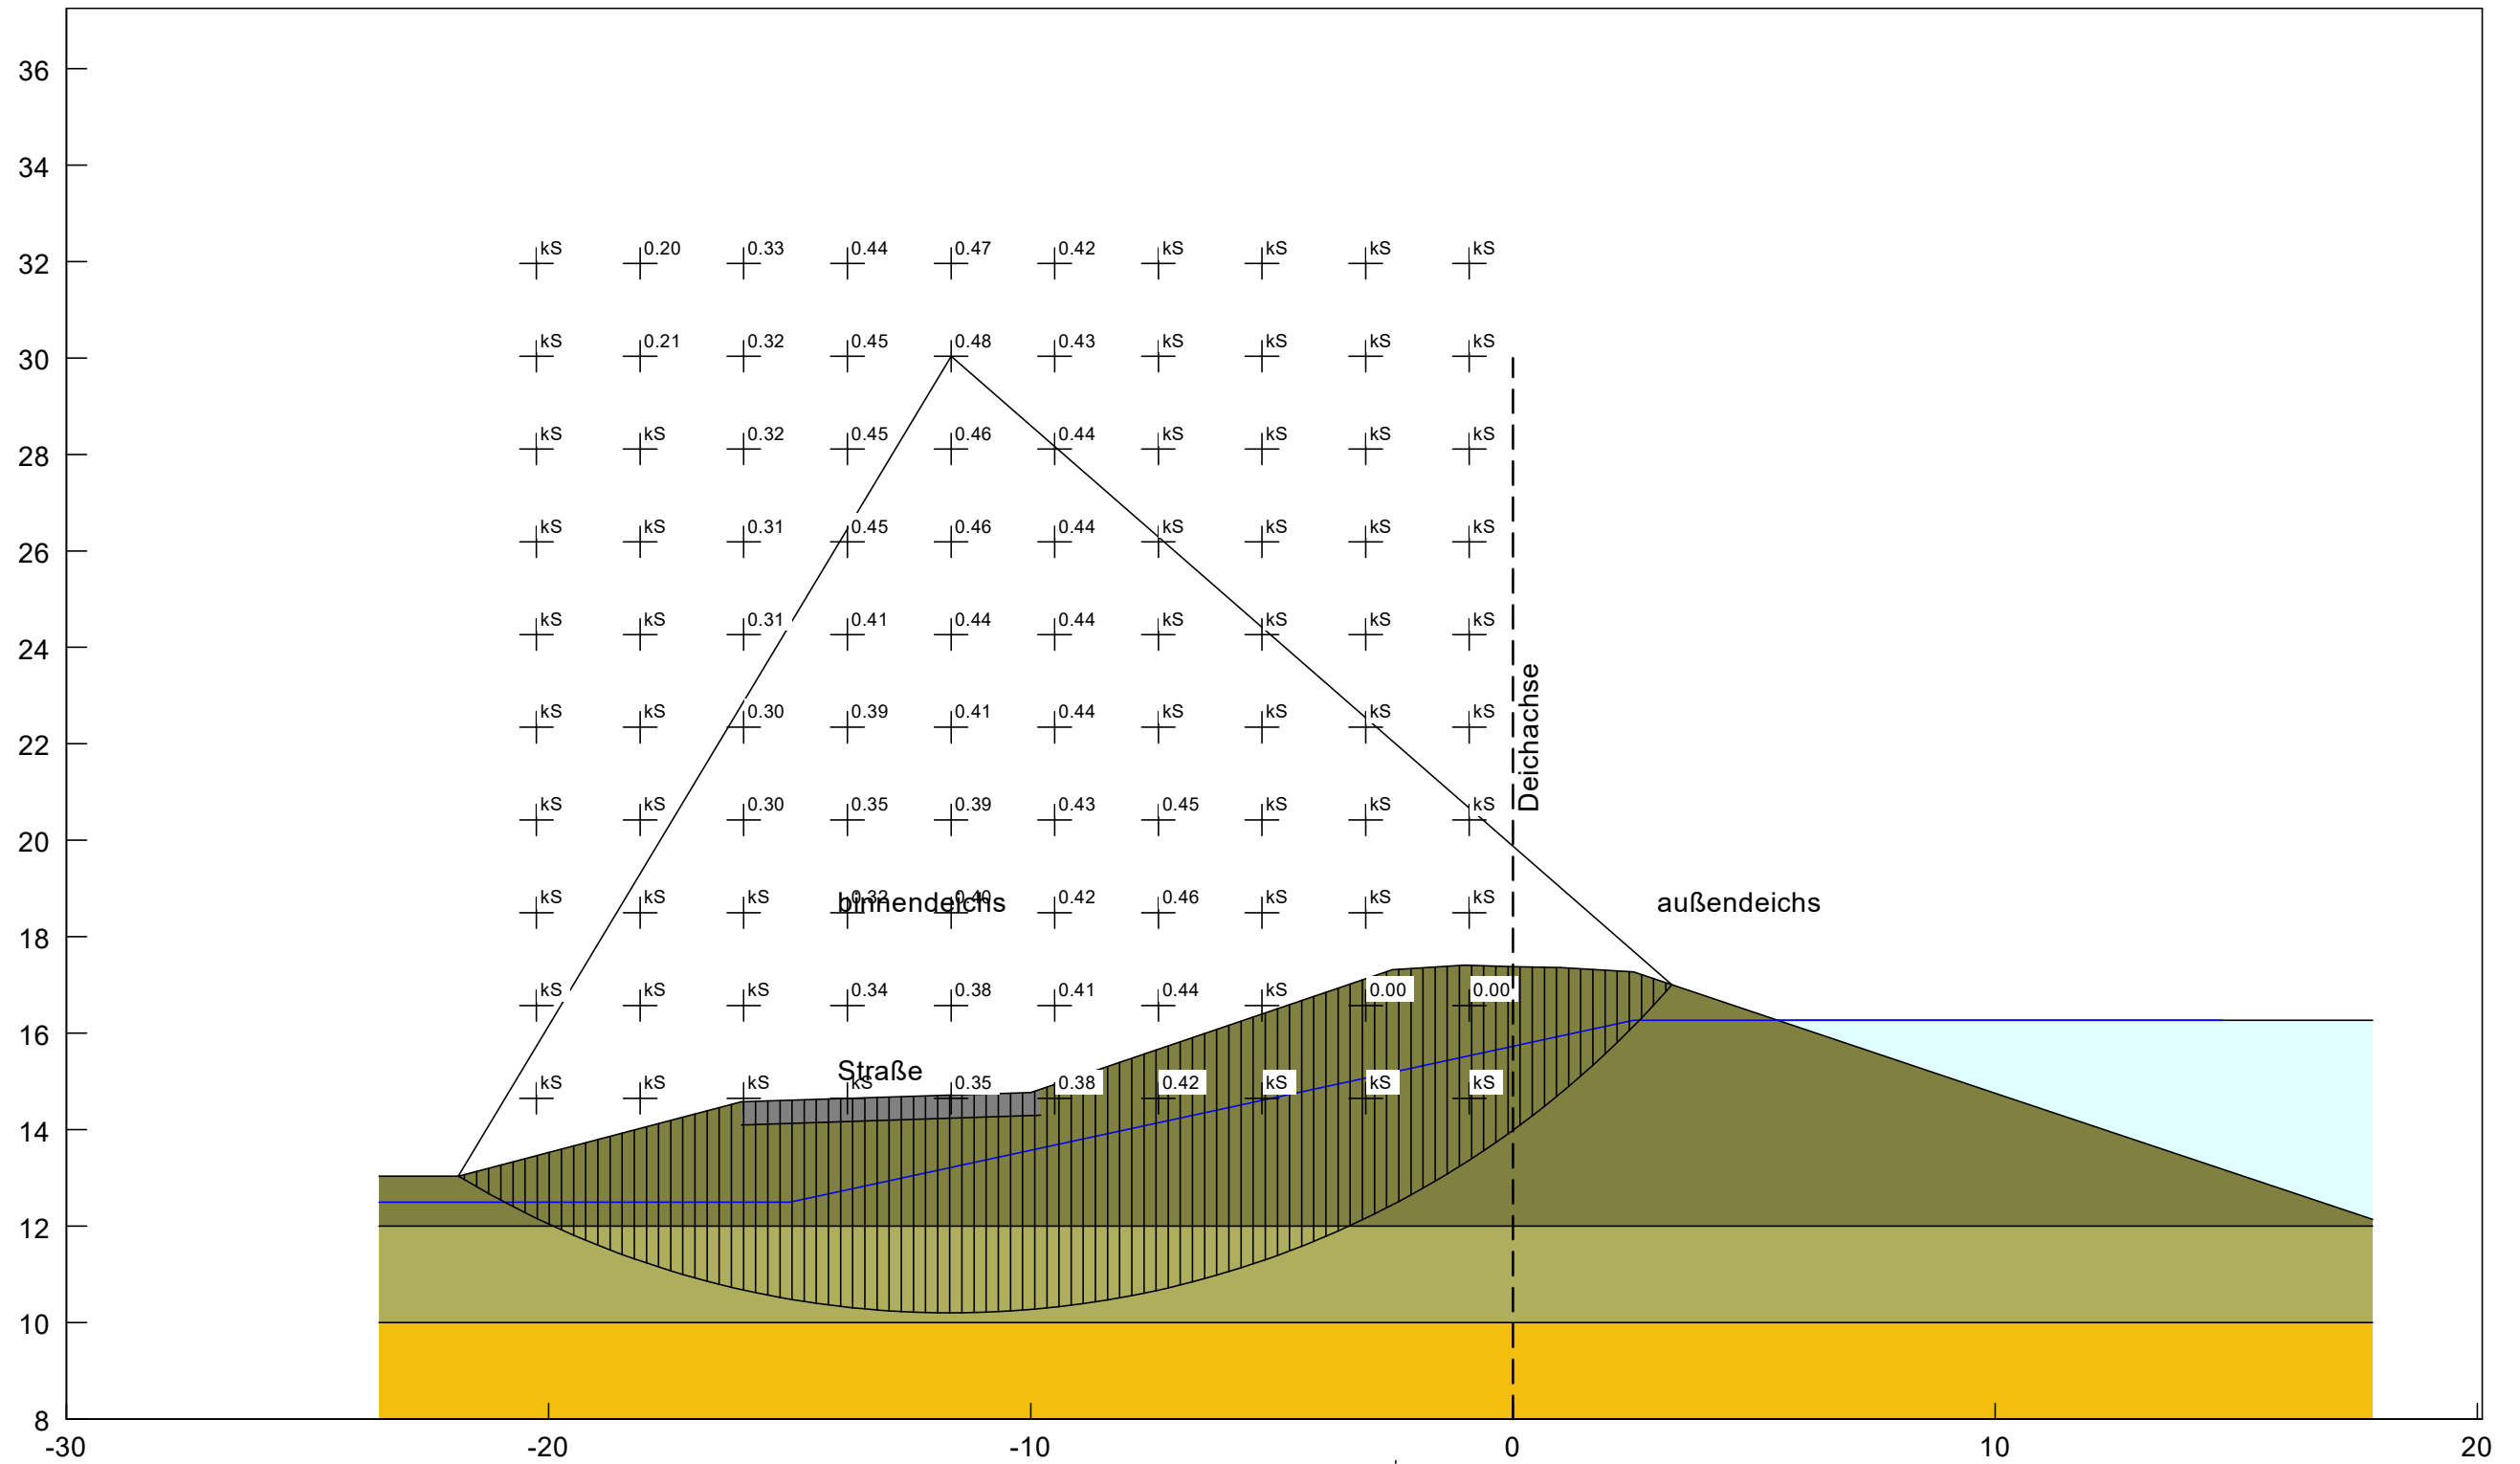 36
34
kS 0.20 0.33 0.44 0.47 0.42 kS kS kS kS
32
kS 0.21 0.32 0.45 0.48 0.43 kS kS kS kS
30
kS kS 0.32 0.45 0.46 0.44 kS kS kS kS
28
kS kS 0.31 0.45 0.46 0.44 kS kS kS kS
26
kS kS 0.31 0.41 0.44 0.44 kS kS kS kS
24
kS kS 0.30 0.39 0.41 0.44 kS kS kS kS
22
Deichachse
kS kS 0.30 0.35 0.39 0.43 0.45 kS kS kS
20
kS kS kS 0.32 0.40 0.42 0.46 kS kS kS
binnendeichs außendeichs
18
kS kS kS 0.34 0.38 0.41 0.44 kS 0.00 0.00
16
Straße
kS kS kS kS 0.35 0.38 0.42 kS kS kS
14
12
10
8
-30 -20 -10 0 10 20